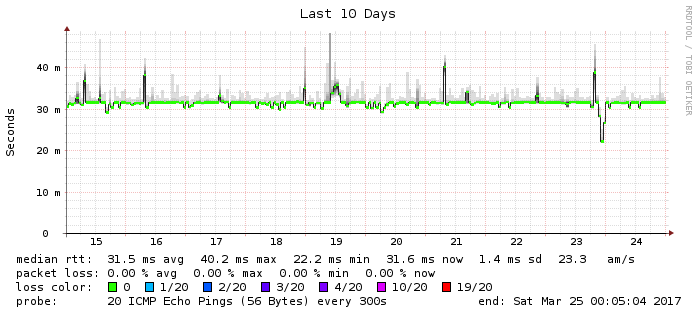 Last 10 Days
RRDTOOL / TOBI OETIKER
Seconds
40 m
30 m
20 m
10 m
0
15 16 17 18 19 20 21 22 23 24
median rtt: 31.5 ms avg 40.2 ms max 22.2 ms min 31.6 ms now 1.4 ms sd 23.3 am/s
packet loss: 0.00 % avg 0.00 % max 0.00 % min 0.00 % now
loss color: 0 1/20 2/20 3/20 4/20 10/20 19/20
probe: 20 ICMP Echo Pings (56 Bytes) every 300s end: Sat Mar 25 00:05:04 2017